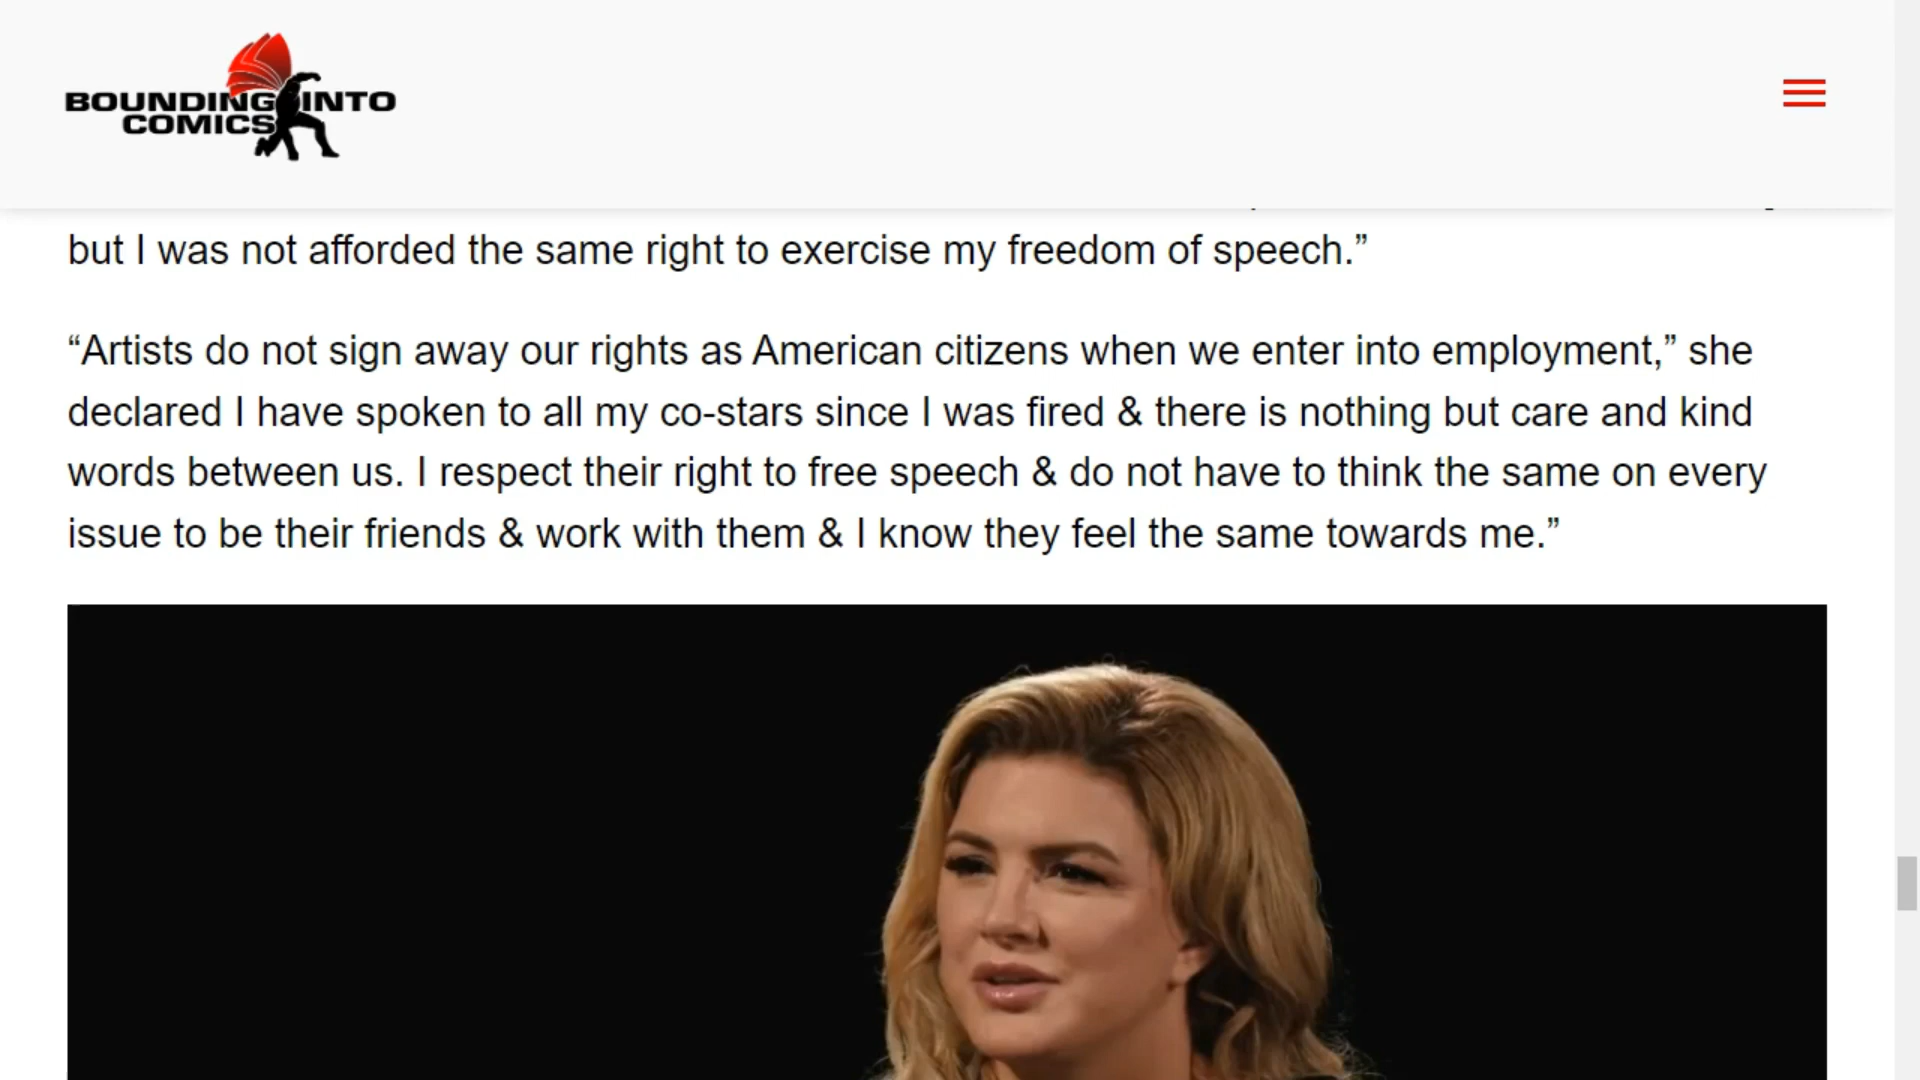 BOUNDING INTO
COMICS
but I was not afforded the same right to exercise my freedom of speech.”
“Artists do not sign away our rights as American citizens when we enter into employment,” she
declared I have spoken to all my co-stars since I was fired & there is nothing but care and kind
words between us. I respect their right to free speech & do not have to think the same on every
issue to be their friends & work with them & I know they feel the same towards me.”